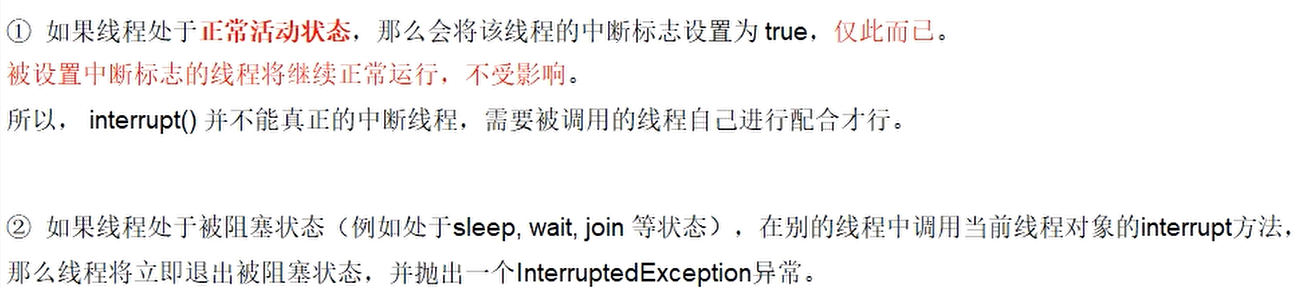 ① 如果线程处于正常活动状态，那么会将该线程的中断标志设置为 true，仅此而已。
被设置中断标志的线程将继续正常运行，不受影响。
所以， interrupt() 并不能真正的中断线程，需要被调用的线程自己进行配合才行。
② 如果线程处于被阻塞状态（例如处于sleep, wait, join 等状态），在别的线程中调用当前线程对象的interrupt方法，
那么线程将立即退出被阻塞状态，并抛出一个InterruptedException异常。